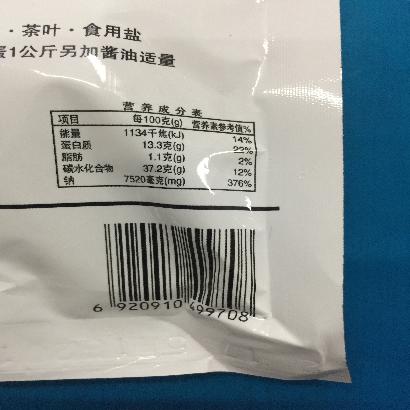 · 茶叶 · 食用盐
蛋1公斤另加酱油适量
营养成分表
项目 每100克(g) 营养素参考值%
能量 1134千焦(kJ) 14%
蛋白质 13.3克(g) 22%
脂肪 1.1克(g) 2%
碳水化合物 37.2克(g) 12%
钠 7520毫克(mg) 376%
6 920910 499708